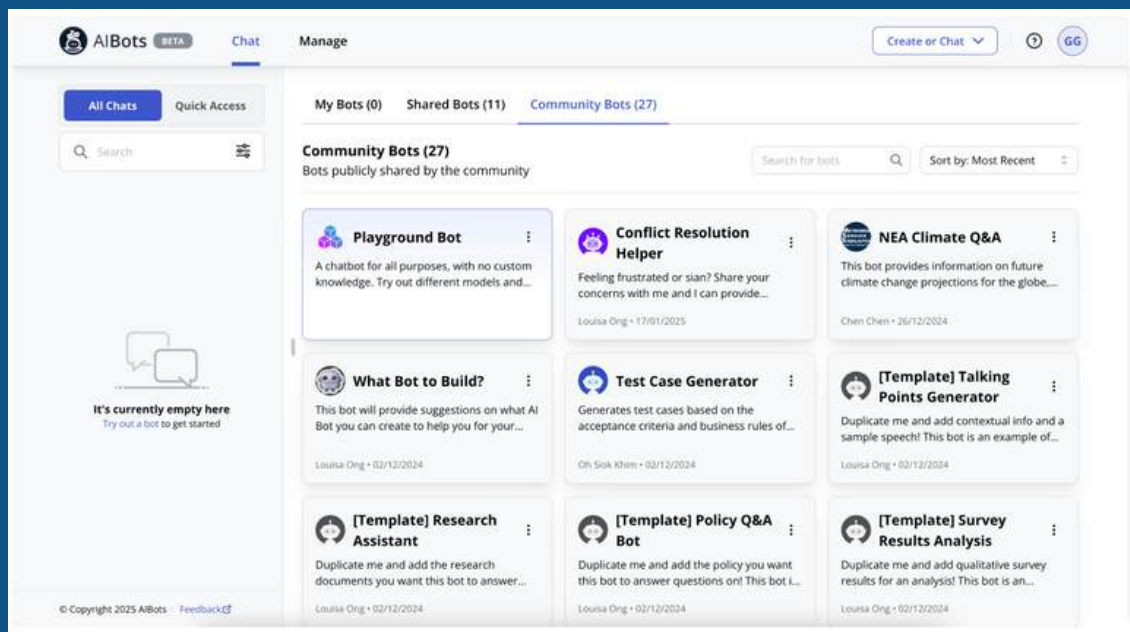 AIBots BETA Chat Manage Create or Chat GG
All Chats Quick Access
Search
It's currently empty here
Try out a bot to get started
© Copyright 2025 AIBots Feedback
My Bots (0) Shared Bots (11) Community Bots (27)
Community Bots (27)
Bots publicly shared by the community
Search for bots
Sort by: Most Recent
Playground Bot
A chatbot for all purposes, with no custom
knowledge. Try out different models and...
Conflict Resolution
Helper
Feeling frustrated or sian? Share your
concerns with me and I can provide...
Louisa Ong • 17/01/2025
NEA Climate Q&A
This bot provides information on future
climate change projections for the globe,...
Chen Chen • 26/12/2024
What Bot to Build?
This bot will provide suggestions on what AI
Bot you can create to help you for your...
Louisa Ong • 02/12/2024
Test Case Generator
Generates test cases based on the
acceptance criteria and business rules of...
Oh Siok Khim • 02/12/2024
[Template] Talking
Points Generator
Duplicate me and add contextual info and a
sample speech! This bot is an example of...
Louisa Ong • 02/12/2024
[Template] Research
Assistant
Duplicate me and add the research
documents you want this bot to answer...
Louisa Ong • 02/12/2024
[Template] Policy Q&A
Bot
Duplicate me and add the policy you want
this bot to answer questions on! This bot i...
Louisa Ong • 02/12/2024
[Template] Survey
Results Analysis
Duplicate me and add qualitative survey
results for an analysis! This bot is an...
Louisa Ong • 02/12/2024